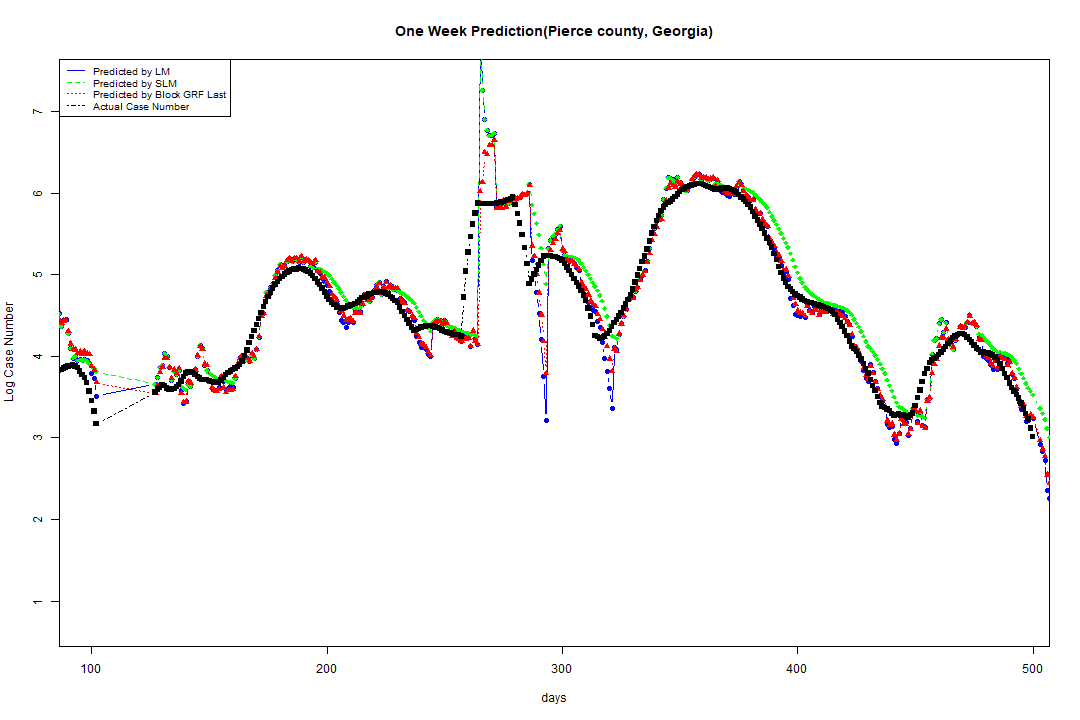 One Week Prediction(Pierce county, Georgia)
Predicted by LM
Predicted by SLM
Predicted by Block GRF Last
Actual Case Number
Log Case Number
7
6
5
4
3
2
1
100 200 300 400 500
days